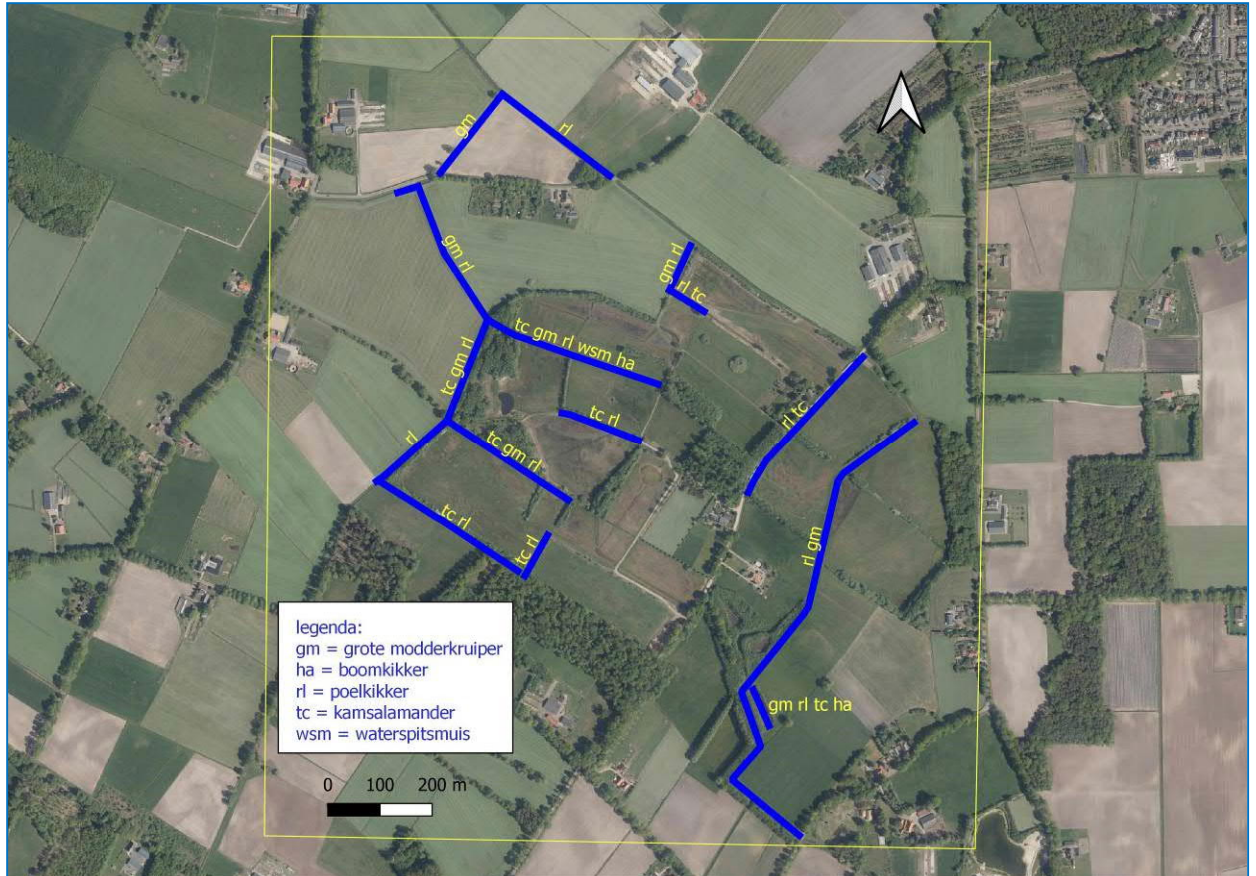 gm
rl
gm rl
gm rl
rl tc
tc gm rl wsm ha
tc gm rl
tc rl
rl tc
rl
tc gm rl
tc rl
tc rl
rl gm
gm rl tc ha
legenda:
gm = grote modderkruiper
ha = boomkikker
rl = poelkikker
tc = kamsalamander
wsm = waterspitsmuis
0 100 200 m